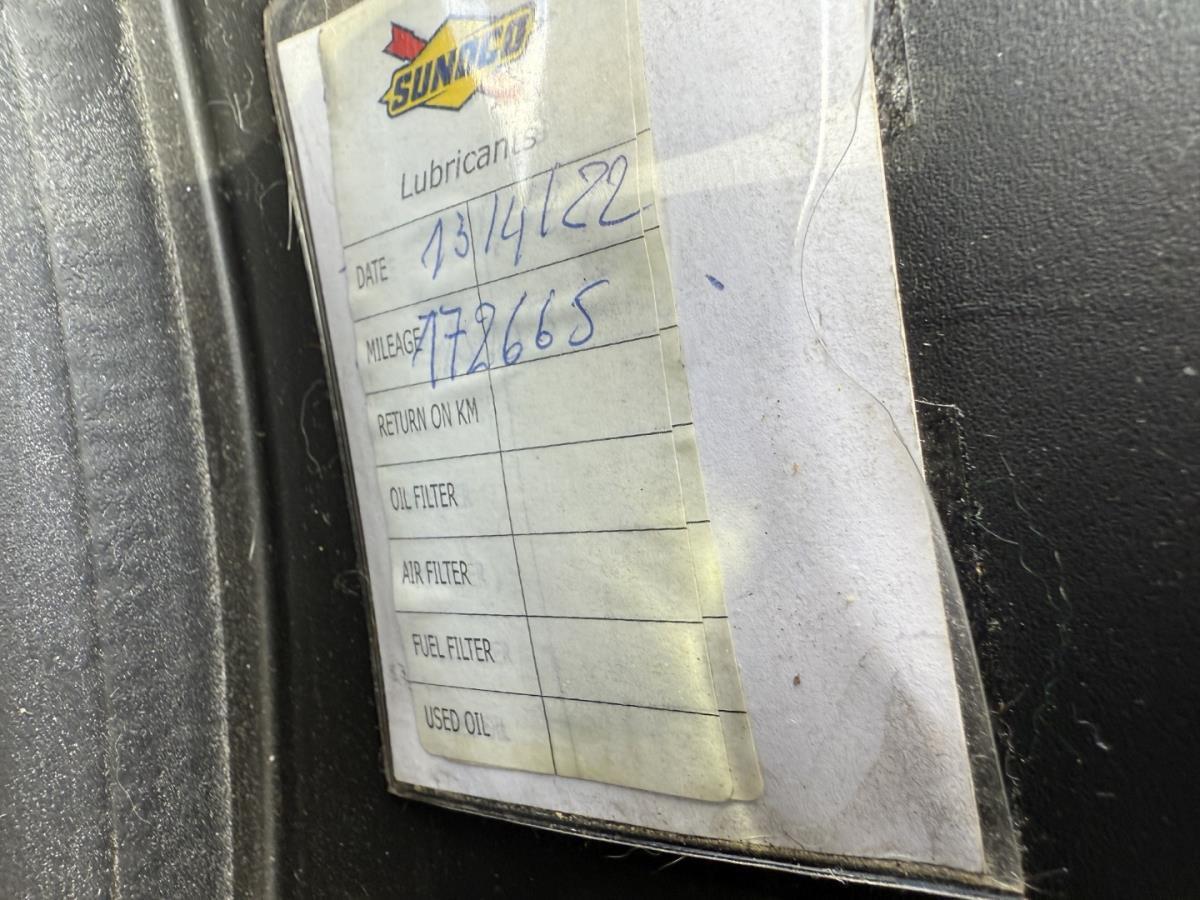 SUNOCO
Lubricants
DATE 13/4/22
MILEAGE 172665
RETURN ON KM
OIL FILTER
AIR FILTER
FUEL FILTER
USED OIL